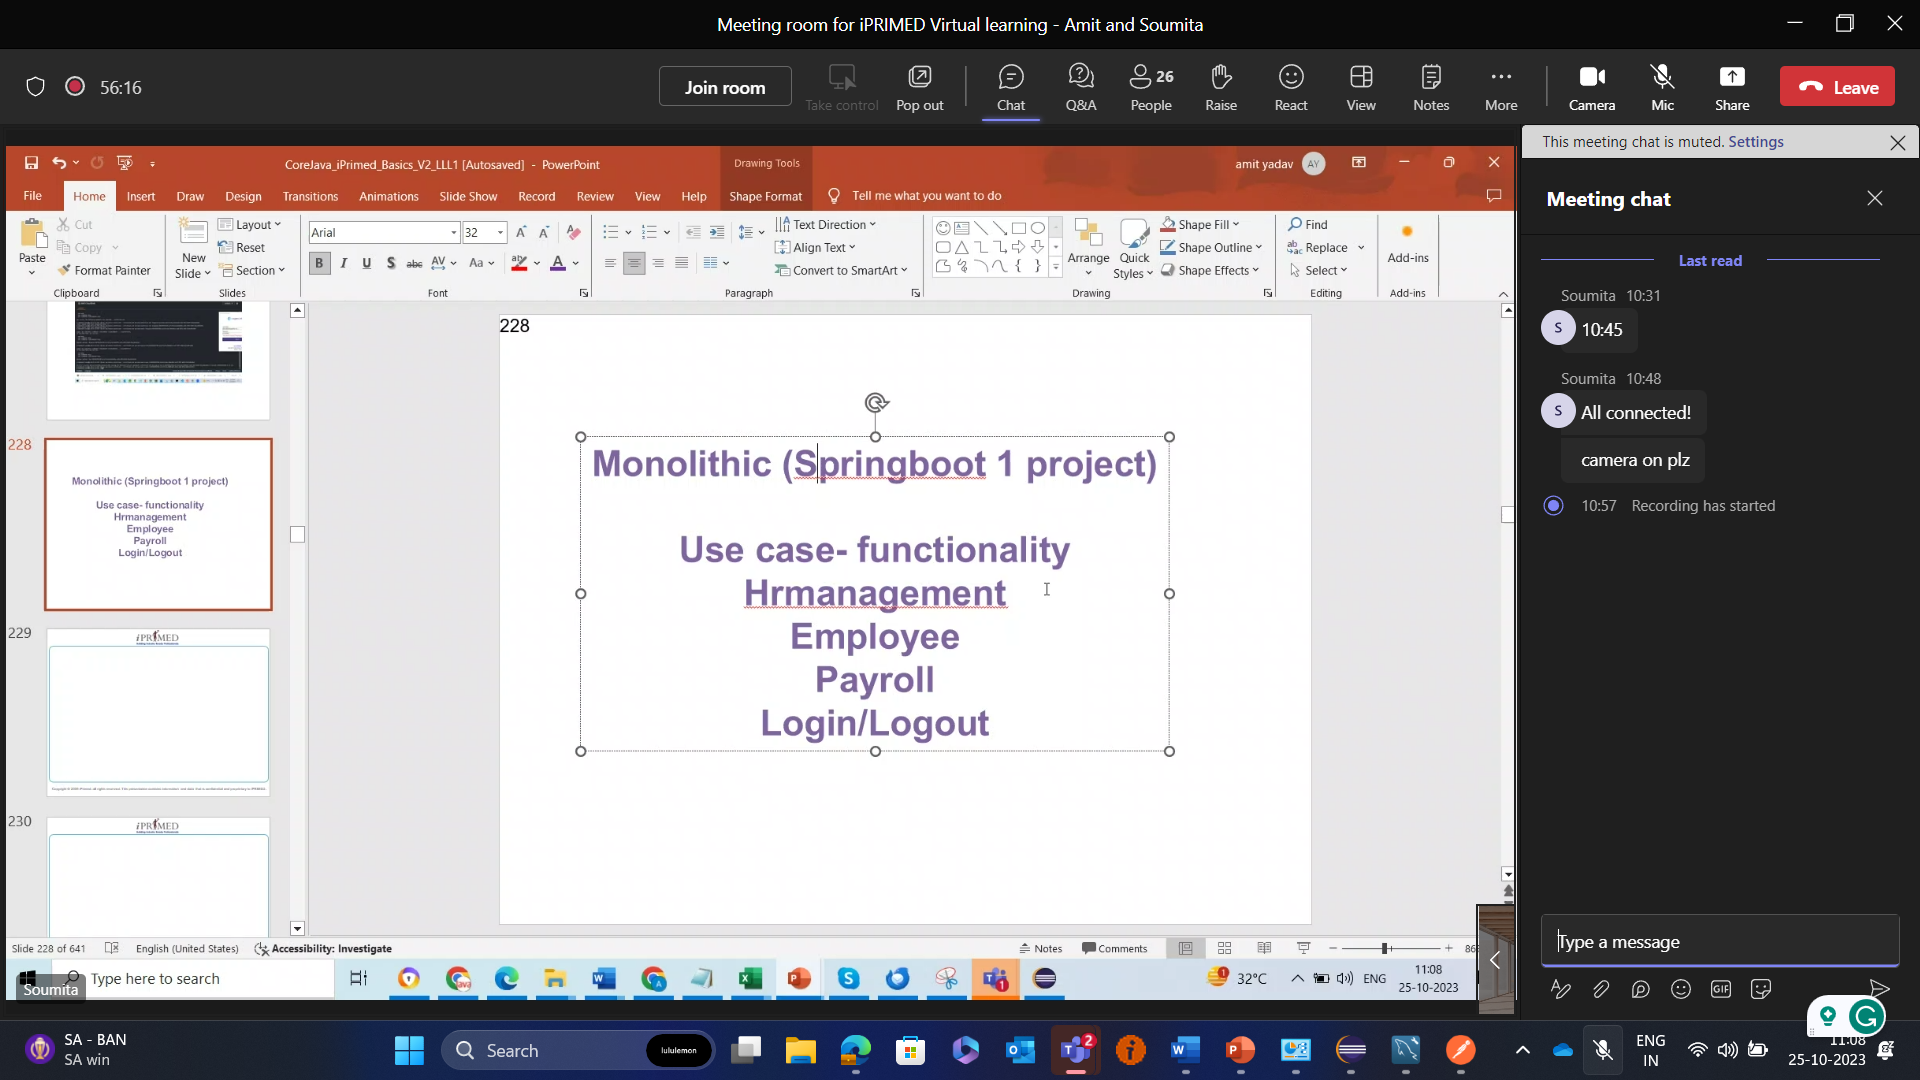 Meeting room for iPRIMED Virtual learning - Amit and Soumita
56:16
Join room
Take control
Pop out
Chat
Q&A
26
People
Raise
React
View
Notes
More
Camera
Mic
Share
Leave
CoreJava_iPrimed_Basics_V2_LLL1 [Autosaved] - PowerPoint
Drawing Tools
amit yadav
AY
File
Home
Insert
Draw
Design
Transitions
Animations
Slide Show
Record
Review
View
Help
Shape Format
Tell me what you want to do
Paste
Cut
Copy
Format Painter
Clipboard
New
Slide
Layout
Reset
Section
Slides
Arial
32
B I U S abc AV Aa
A
Font
Text Direction
Align Text
Convert to SmartArt
Paragraph
Arrange
Quick
Styles
Shape Fill
Shape Outline
Shape Effects
Drawing
Find
Replace
Select
Editing
Add-ins
Add-ins
228
Monolithic (Springboot 1 project)
Use case- functionality
Hrmanagement
Employee
Payroll
Login/Logout
229
iPRIMED
230
iPRIMED
228
Monolithic (Springboot 1 project)
Use case- functionality
Hrmanagement
Employee
Payroll
Login/Logout
Slide 228 of 641
English (United States)
Accessibility: Investigate
Notes
Comments
Type here to search
32°C
ENG
11:08
25-10-2023
Soumita
This meeting chat is muted. Settings
Meeting chat
Last read
Soumita 10:31
S
10:45
Soumita 10:48
S
All connected!
camera on plz
10:57 Recording has started
Type a message
GIF
SA - BAN
SA win
Search
lululemon
2
ENG
IN
11:08
25-10-2023